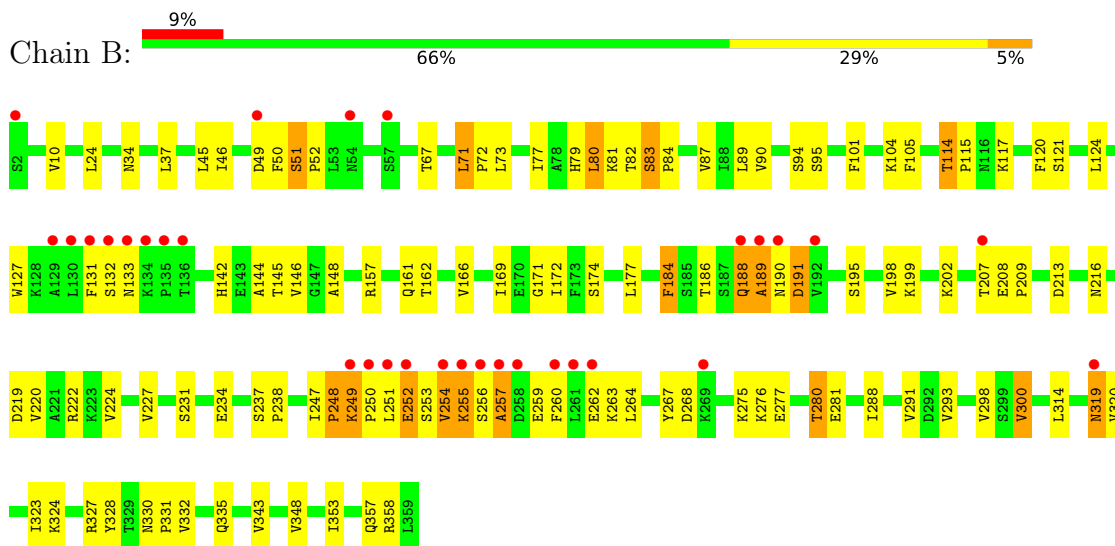 9%
Chain B:
66% 29% 5%
S2 V10 L24 N34 L37 L45 I46 D49 F50 S51 P52 L53 N54 S57 T67 L71 P72 L73 I77 A78 H79 L80 K81 T82 S83 P84 V87 I88 L89 V90 S94 S95 F101 K104 F105 T114 P115 N116 K117 F120 S121 L124
W127 K128 A129 L130 F131 S132 N133 K134 P135 T136 H142 E143 A144 T145 V146 G147 A148 R157 Q161 T162 V166 I169 E170 G171 I172 F173 S174 L177 F184 S185 T186 S187 Q188 A189 N190 D191 V192 S195 V198 K199 K202 T207 E208 P209 D213 N216
D219 V220 A221 R222 K223 V224 V227 S231 E234 S237 P238 I247 P248 K249 P250 L251 E252 S253 V254 K255 S256 A257 D258 E259 F260 L261 E262 K263 L264 Y267 D268 K269 K275 K276 E277 T280 E281 I288 V291 D292 V293 V298 S299 V300 L314 N319
I323 K324 R327 Y328 T329 N330 P331 V332 Q335 V343 V348 I353 Q357 R358 L359